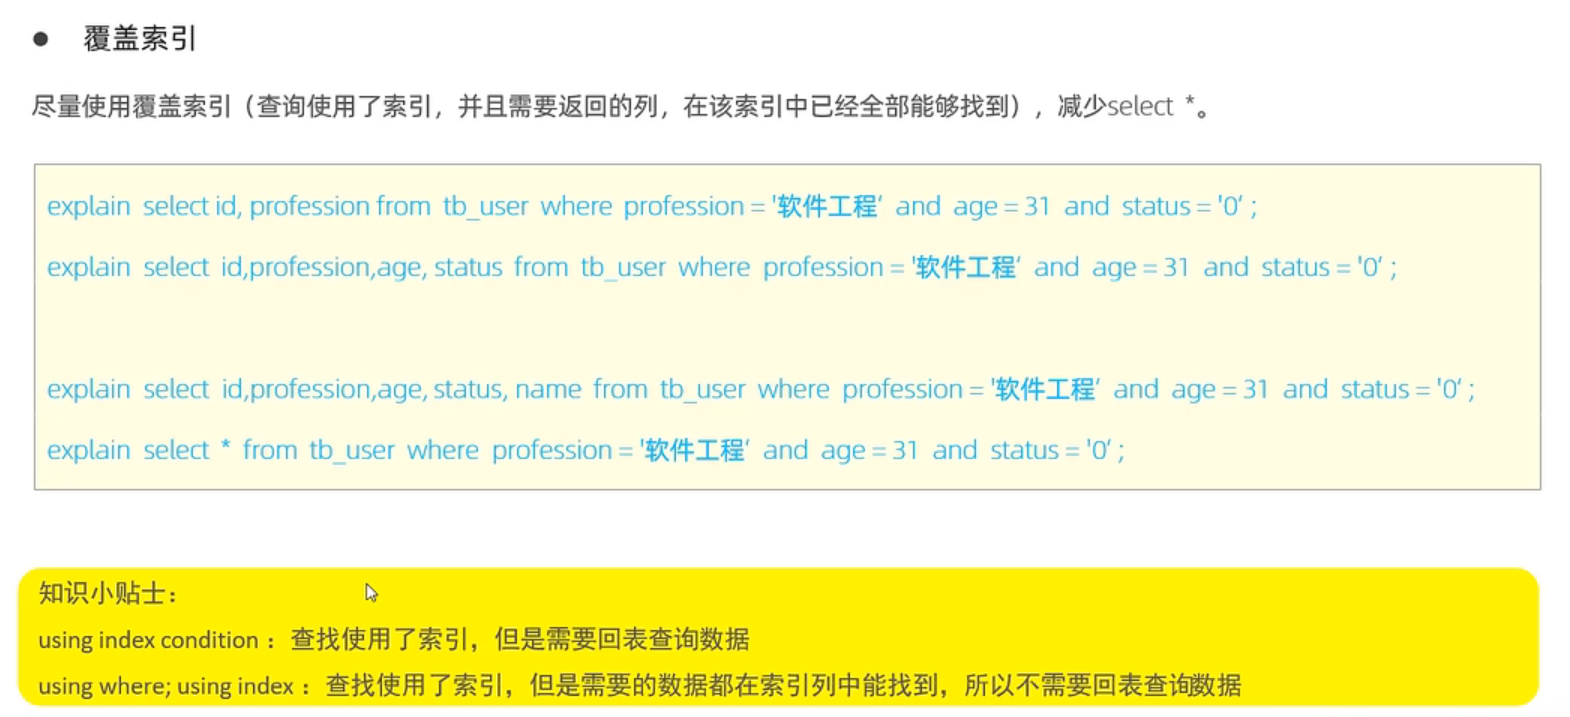 ● 覆盖索引
尽量使用覆盖索引（查询使用了索引，并且需要返回的列，在该索引中已经全部能够找到），减少select *。
explain select id, profession from tb_user where profession = '软件工程‘ and age = 31 and status = '0‘ ;
explain select id,profession,age, status from tb_user where profession = '软件工程‘ and age = 31 and status = '0‘ ;
explain select id,profession,age, status, name from tb_user where profession = '软件工程‘ and age = 31 and status = '0‘ ;
explain select * from tb_user where profession = '软件工程‘ and age = 31 and status = '0‘ ;
知识小贴士：
using index condition ：查找使用了索引，但是需要回表查询数据
using where; using index ：查找使用了索引，但是需要的数据都在索引列中能找到，所以不需要回表查询数据